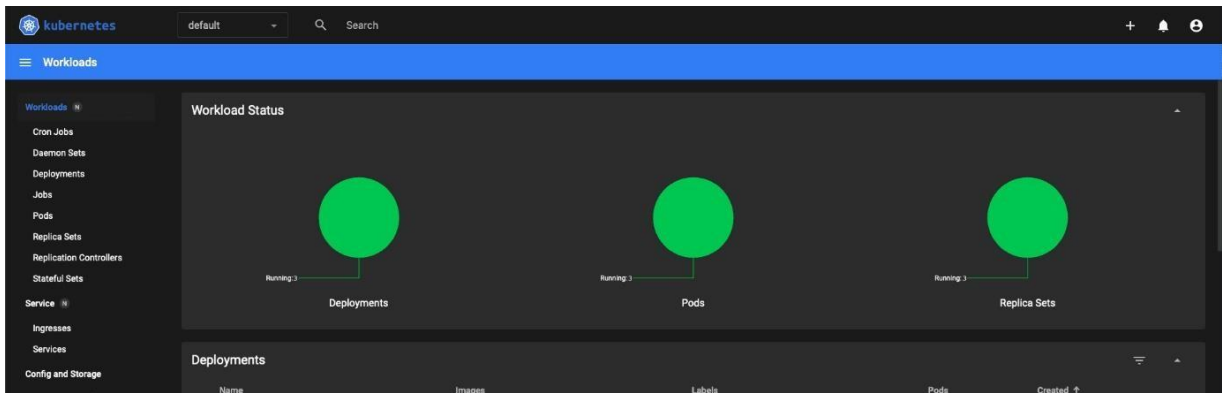 kubernetes
default
Search
Workloads
Workloads N
Cron Jobs
Daemon Sets
Deployments
Jobs
Pods
Replica Sets
Replication Controllers
Stateful Sets
Service N
Ingresses
Services
Config and Storage
Workload Status
Running: 3
Deployments
Running: 3
Pods
Running: 3
Replica Sets
Deployments
Name Images Labels Pods Created ↑